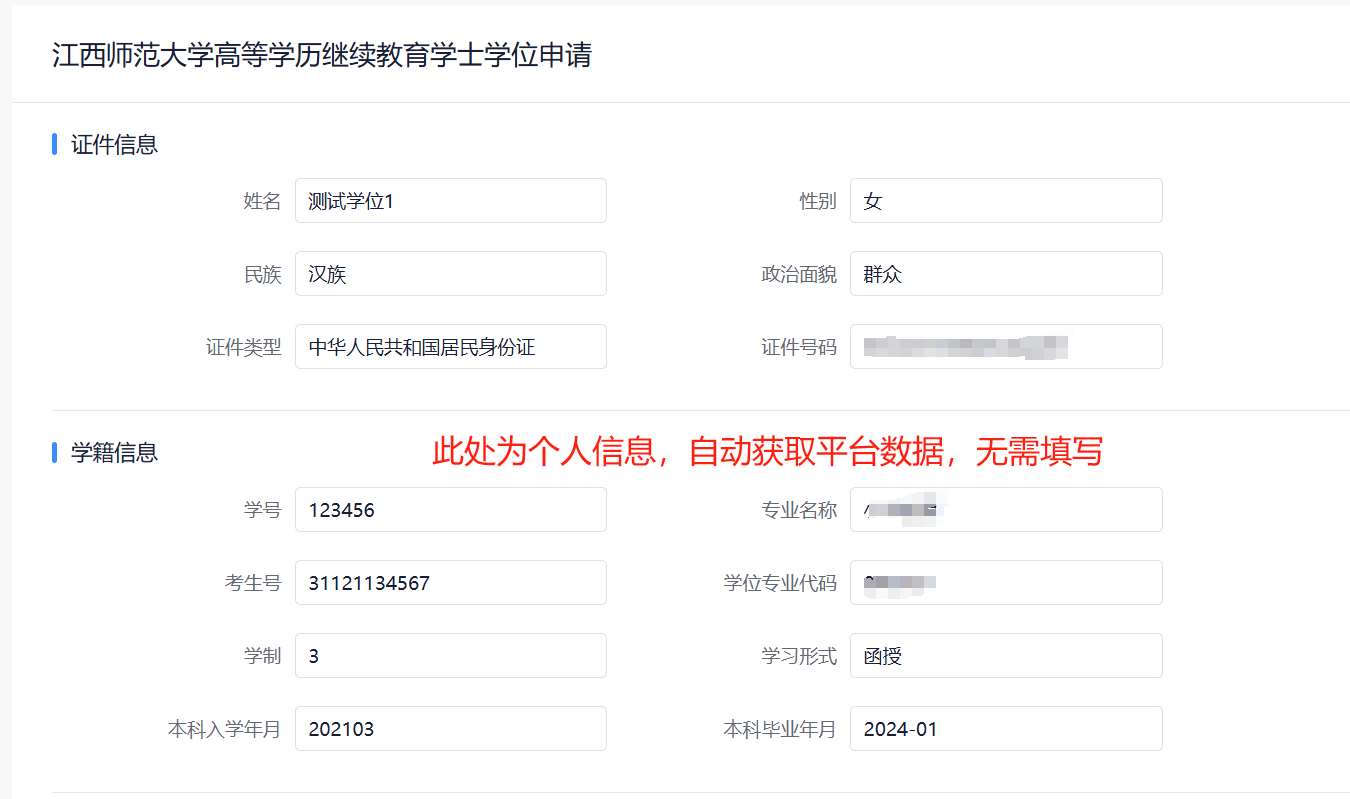 江西师范大学高等学历继续教育学士学位申请
证件信息
姓名 测试学位1 性别 女
民族 汉族 政治面貌 群众
证件类型 中华人民共和国居民身份证 证件号码
学籍信息 此处为个人信息，自动获取平台数据，无需填写
学号 123456 专业名称
考生号 31121134567 学位专业代码
学制 3 学习形式 函授
本科入学年月 202103 本科毕业年月 2024-01